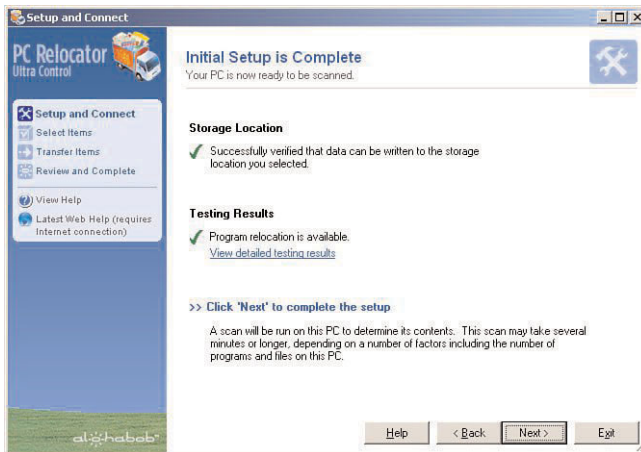 Setup and Connect
PC Relocator
Ultra Control
Setup and Connect
Select Items
Transfer Items
Review and Complete
View Help
Latest Web Help (requires
Internet connection)
alohabob
Initial Setup is Complete
Your PC is now ready to be scanned.
Storage Location
Successfully verified that data can be written to the storage
location you selected.
Testing Results
Program relocation is available.
View detailed testing results
>> Click 'Next' to complete the setup
A scan will be run on this PC to determine its contents. This scan may take several
minutes or longer, depending on a number of factors including the number of
programs and files on this PC.
Help
< Back
Next >
Exit